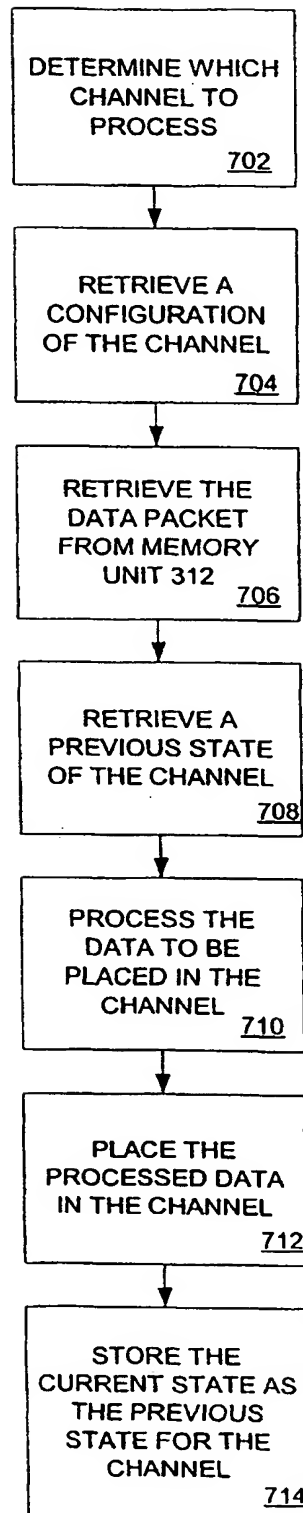 DETERMINE WHICH
CHANNEL TO
PROCESS
702
RETRIEVE A
CONFIGURATION
OF THE CHANNEL
704
RETRIEVE THE
DATA PACKET
FROM MEMORY
UNIT 312
706
RETRIEVE A
PREVIOUS STATE
OF THE CHANNEL
708
PROCESS THE
DATA TO BE
PLACED IN THE
CHANNEL
710
PLACE THE
PROCESSED DATA
IN THE CHANNEL
712
STORE THE
CURRENT STATE AS
THE PREVIOUS
STATE FOR THE
CHANNEL
714